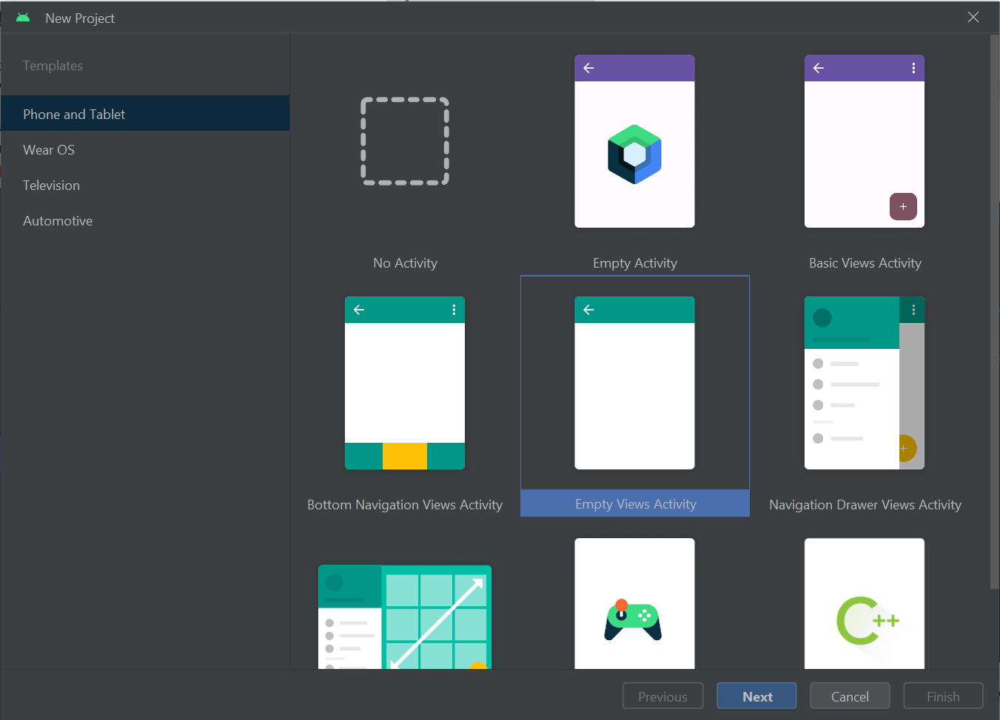 New Project
Templates
Phone and Tablet
Wear OS
Television
Automotive
No Activity
Empty Activity
Basic Views Activity
Bottom Navigation Views Activity
Empty Views Activity
Navigation Drawer Views Activity
C++
Previous
Next
Cancel
Finish